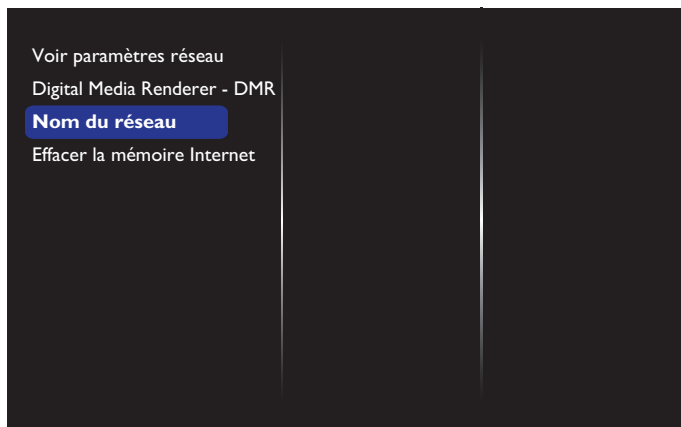 Voir paramètres réseau
Digital Media Renderer - DMR
Nom du réseau
Effacer la mémoire Internet